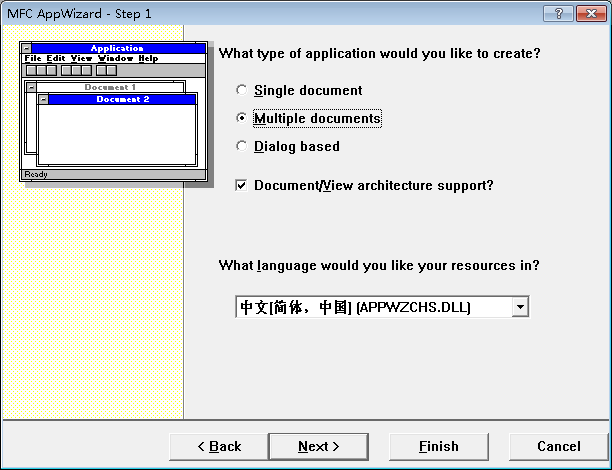 MFC AppWizard - Step 1
Application
File Edit View Window Help
Document 1
Document 2
Ready
What type of application would you like to create?
Single document
Multiple documents
Dialog based
Document/View architecture support?
What language would you like your resources in?
中文[简体，中国] (APPWZCHS.DLL)
< Back
Next >
Finish
Cancel